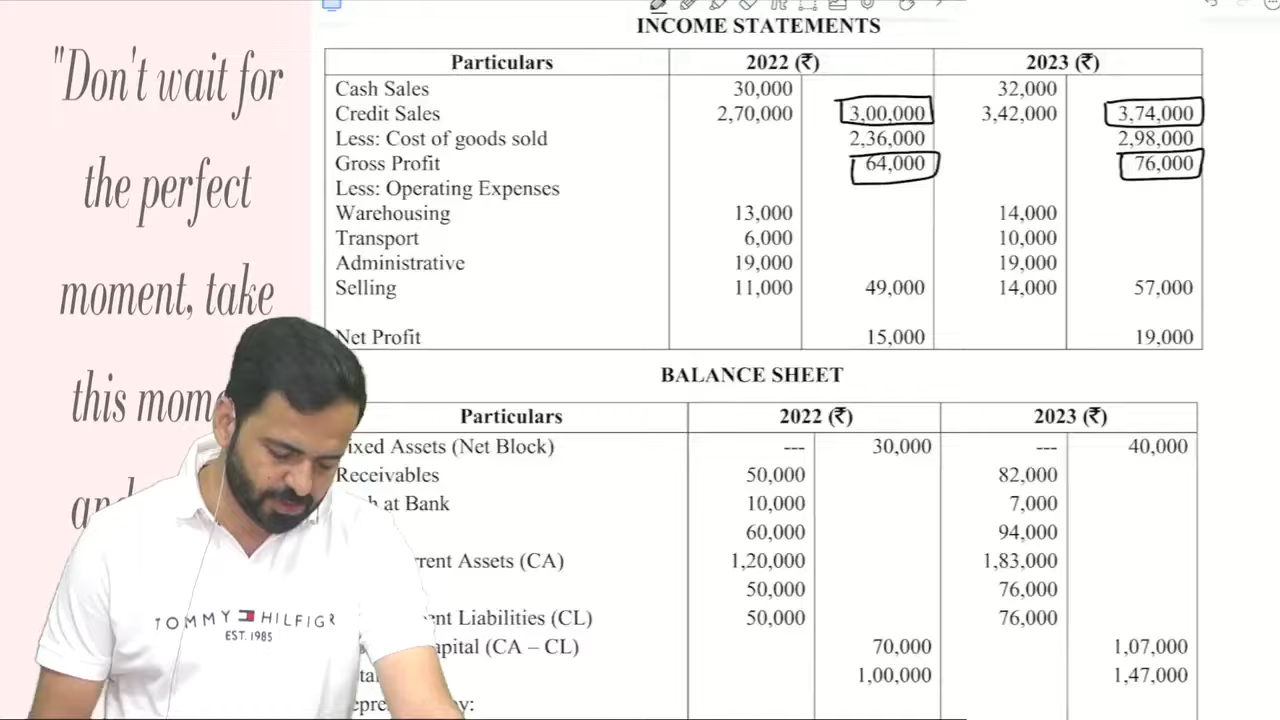 "Don't wait for
the perfect
moment, take
this
INCOME STATEMENTS
Particulars 2022 (₹) 2023 (₹)
Cash Sales 30,000 32,000
Credit Sales 2,70,000 3,00,000 3,42,000 3,74,000
Less: Cost of goods sold 2,36,000 2,98,000
Gross Profit 64,000 76,000
Less: Operating Expenses
Warehousing 13,000 14,000
Transport 6,000 10,000
Administrative 19,000 19,000
Selling 11,000 49,000 14,000 57,000
Net Profit 15,000 19,000
BALANCE SHEET
Particulars 2022 (₹) 2023 (₹)
ixed Assets (Net Block) --- 30,000 --- 40,000
Receivables 50,000 82,000
at Bank 10,000 7,000
60,000 94,000
rrent Assets (CA) 1,20,000 1,83,000
50,000 76,000
ent Liabilities (CL) 50,000 76,000
apital (CA – CL) 70,000 1,07,000
1,00,000 1,47,000
TOMMY HILFIG
EST. 1985